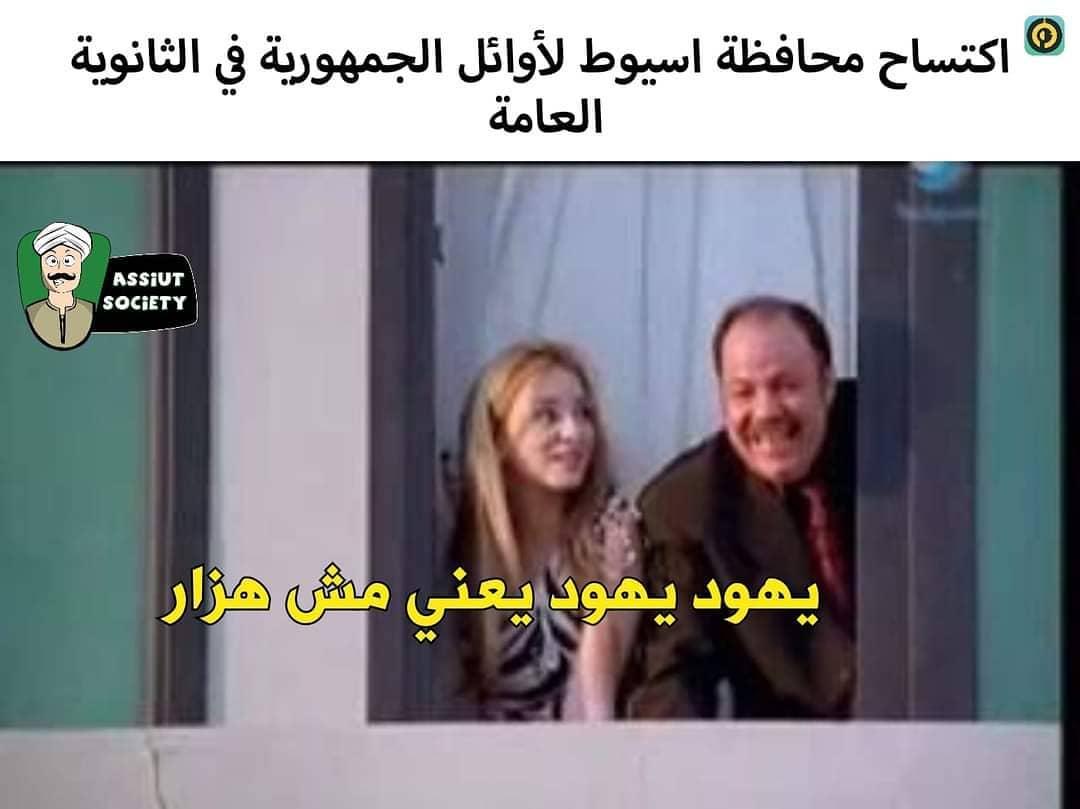 اكتساح محافظة اسيوط لأوائل الجمهورية في الثانوية
العامة
ASSIUT
SOCIETY
يهود يهود يعني مش هزار